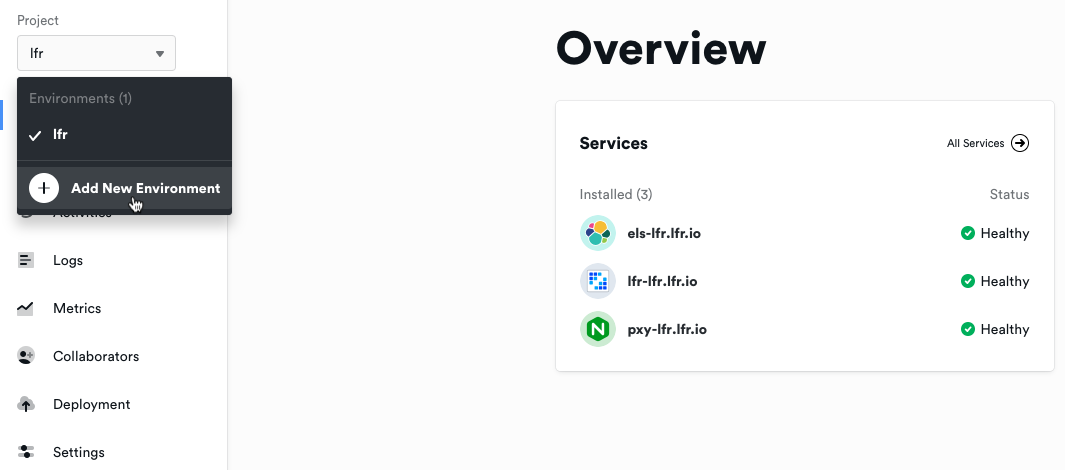 Project
lfr
Environments (1)
lfr
Add New Environment
Activities
Logs
Metrics
Collaborators
Deployment
Settings
Overview
Services
All Services
Installed (3)
Status
els-lfr.lfr.io
Healthy
lfr-lfr.lfr.io
Healthy
pxy-lfr.lfr.io
Healthy